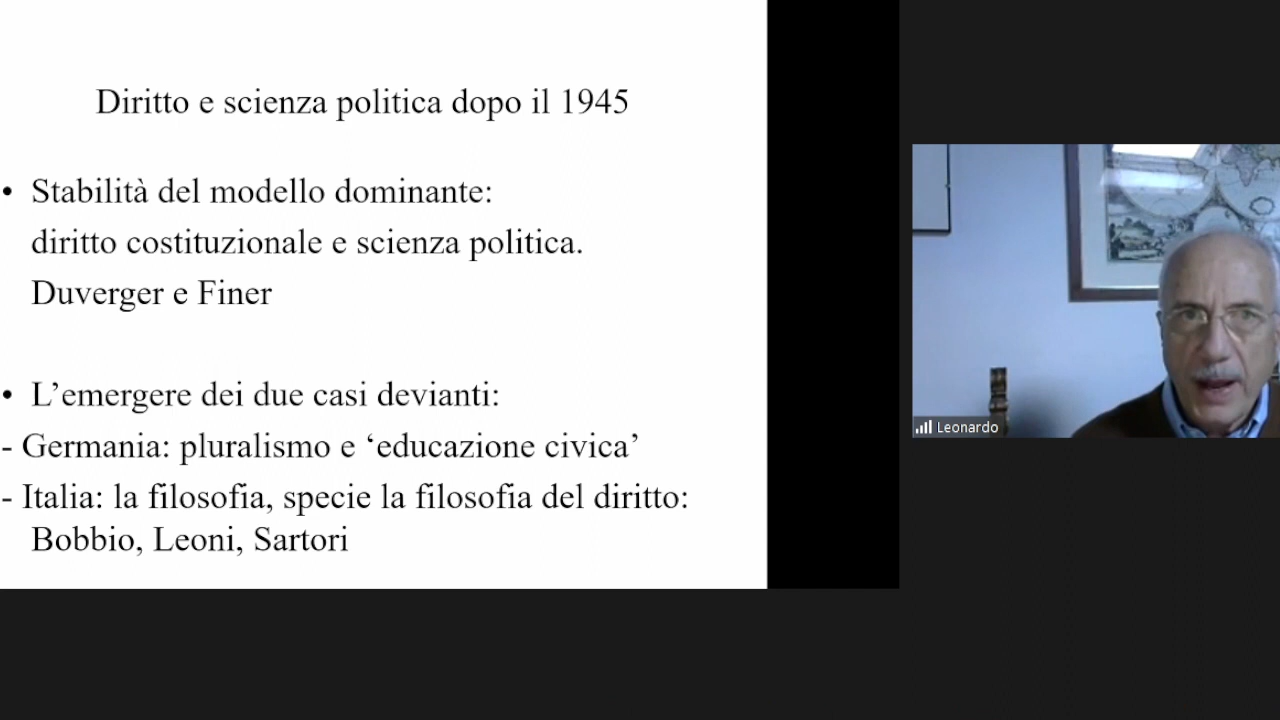 Diritto e scienza politica dopo il 1945
• Stabilità del modello dominante:
diritto costituzionale e scienza politica.
Duverger e Finer
• L’emergere dei due casi devianti:
- Germania: pluralismo e ‘educazione civica’
- Italia: la filosofia, specie la filosofia del diritto:
Bobbio, Leoni, Sartori
Leonardo